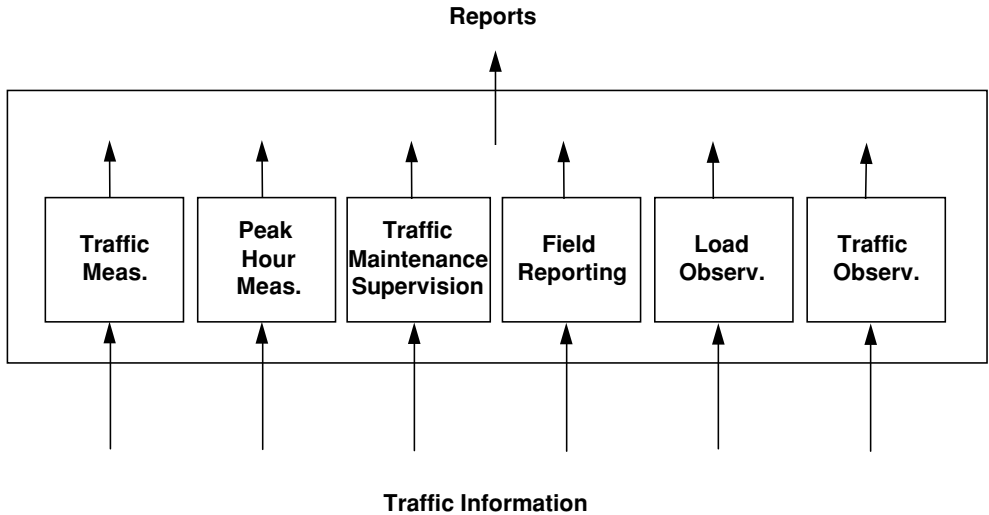 Reports
Traffic
Meas.
Peak
Hour
Meas.
Traffic
Maintenance
Supervision
Field
Reporting
Load
Observ.
Traffic
Observ.
Traffic Information